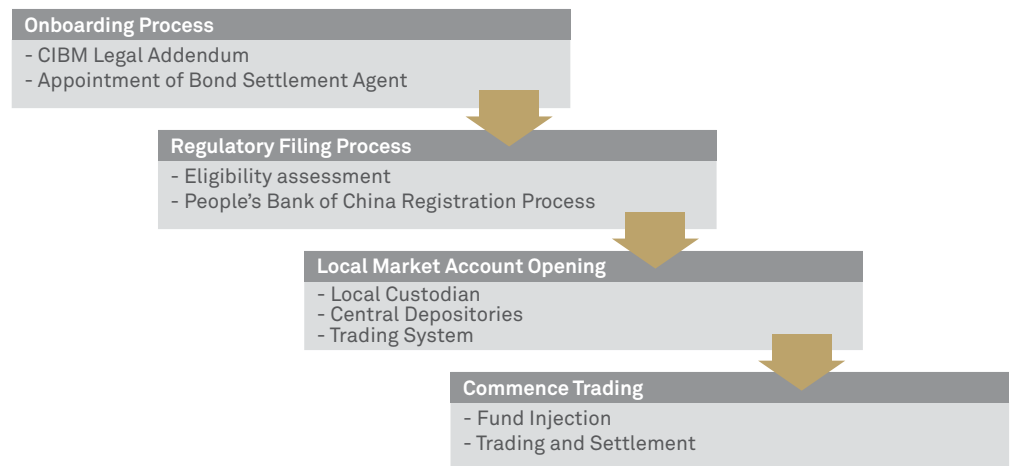 Onboarding Process
- CIBM Legal Addendum
- Appointment of Bond Settlement Agent
Regulatory Filing Process
- Eligibility assessment
- People’s Bank of China Registration Process
Local Market Account Opening
- Local Custodian
- Central Depositories
- Trading System
Commence Trading
- Fund Injection
- Trading and Settlement